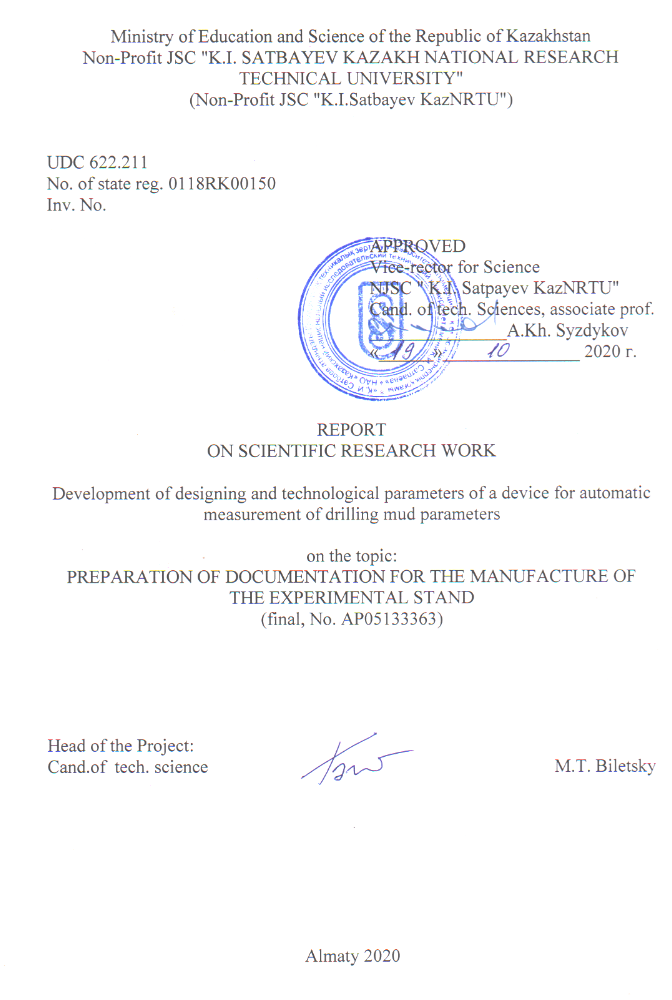 Ministry of Education and Science of the Republic of Kazakhstan
Non-Profit JSC "K.I. SATBAYEV KAZAKH NATIONAL RESEARCH
TECHNICAL UNIVERSITY"
(Non-Profit JSC "K.I.Satbayev KazNRTU")
UDC 622.211
No. of state reg. 0118RK00150
Inv. No.
APPROVED
Vice-rector for Science
NJSC " K.I. Satpayev KazNRTU"
Cand. of tech. Sciences, associate prof.
A.Kh. Syzdykov
« 19 » 10 2020 г.
REPORT
ON SCIENTIFIC RESEARCH WORK
Development of designing and technological parameters of a device for automatic
measurement of drilling mud parameters
on the topic:
PREPARATION OF DOCUMENTATION FOR THE MANUFACTURE OF
THE EXPERIMENTAL STAND
(final, No. AP05133363)
Head of the Project:
Cand.of tech. science
M.T. Biletsky
Almaty 2020